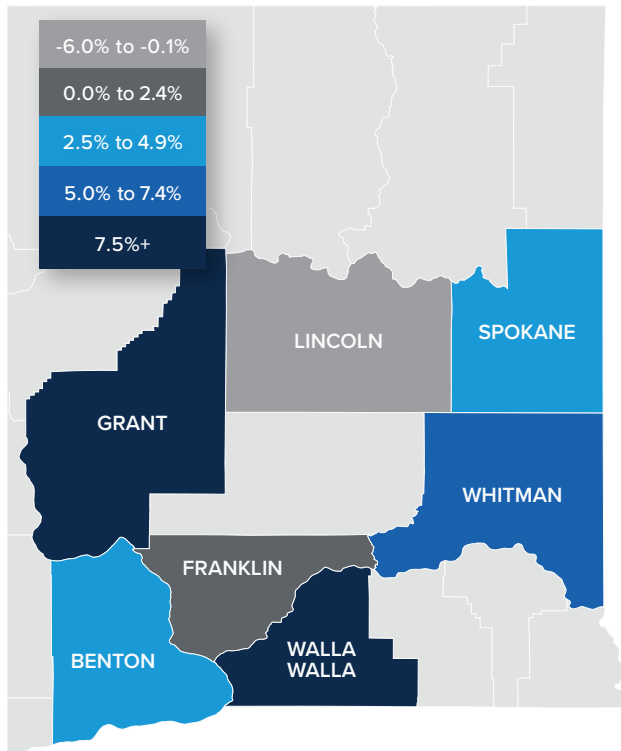 -6.0% to -0.1%
0.0% to 2.4%
2.5% to 4.9%
5.0% to 7.4%
7.5%+
LINCOLN
SPOKANE
GRANT
WHITMAN
FRANKLIN
BENTON
WALLA
WALLA